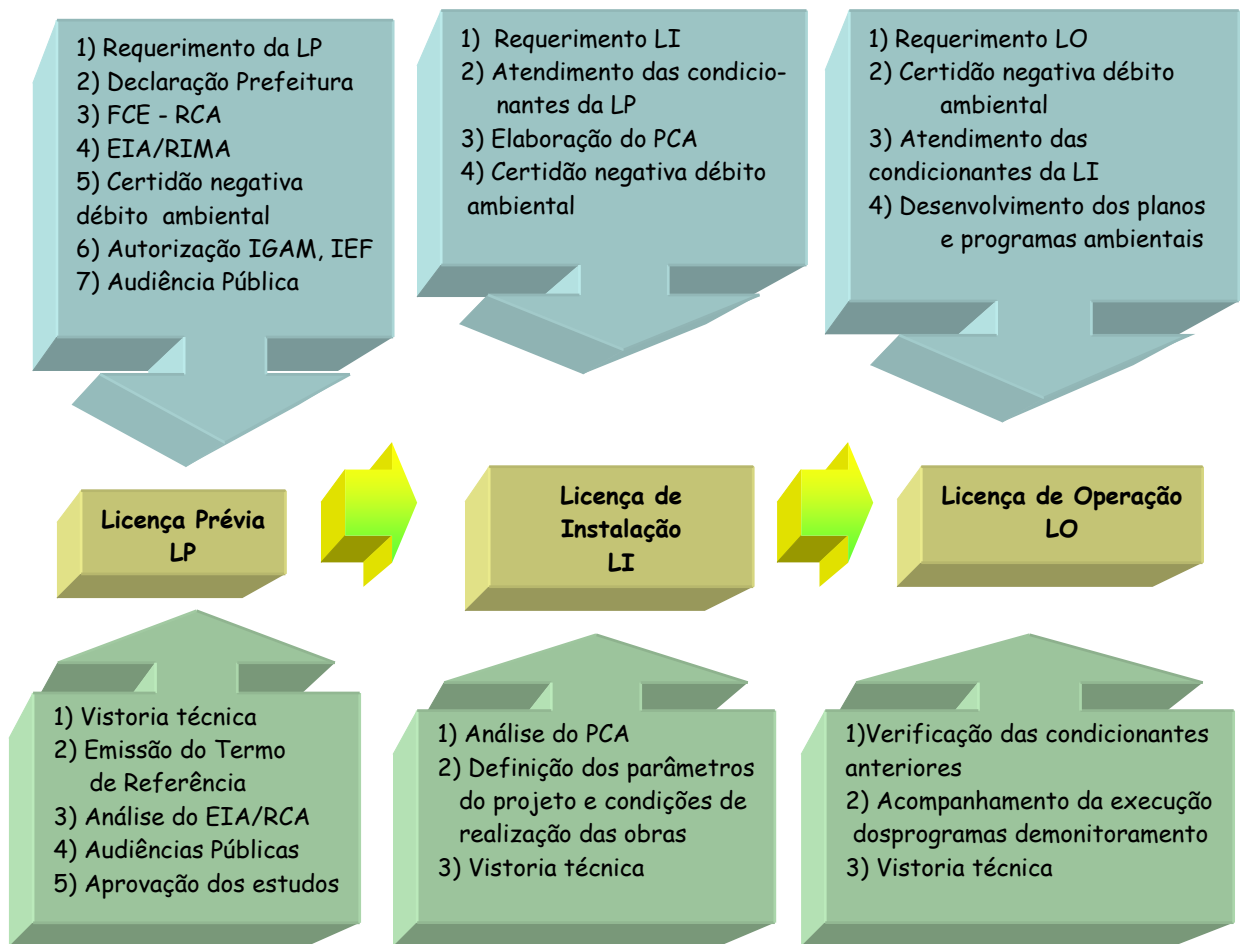 1) Requerimento da LP
2) Declaração Prefeitura
3) FCE - RCA
4) EIA/RIMA
5) Certidão negativa
débito ambiental
6) Autorização IGAM, IEF
7) Audiência Pública
1) Requerimento LI
2) Atendimento das condicio-
nantes da LP
3) Elaboração do PCA
4) Certidão negativa débito
ambiental
1) Requerimento LO
2) Certidão negativa débito
ambiental
3) Atendimento das
condicionantes da LI
4) Desenvolvimento dos planos
e programas ambientais
Licença Prévia
LP
Licença de
Instalação
LI
Licença de Operação
LO
1) Vistoria técnica
2) Emissão do Termo
de Referência
3) Análise do EIA/RCA
4) Audiências Públicas
5) Aprovação dos estudos
1) Análise do PCA
2) Definição dos parâmetros
do projeto e condições de
realização das obras
3) Vistoria técnica
1)Verificação das condicionantes
anteriores
2) Acompanhamento da execução
dosprogramas demonitoramento
3) Vistoria técnica